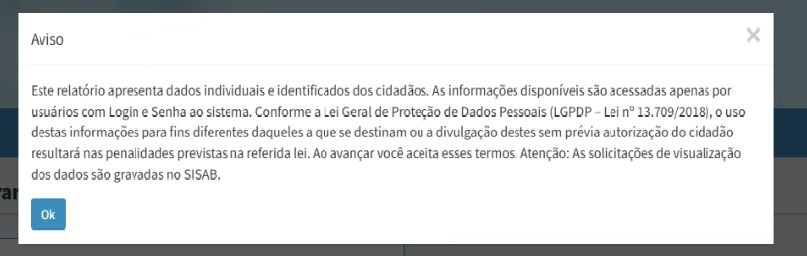 Aviso
Este relatório apresenta dados individuais e identificados dos cidadãos. As informações disponíveis são acessadas apenas por
usuários com Login e Senha ao sistema. Conforme a Lei Geral de Proteção de Dados Pessoais (LGPDP – Lei nº 13.709/2018), o uso
destas informações para fins diferentes daqueles a que se destinam ou a divulgação destes sem prévia autorização do cidadão
resultará nas penalidades previstas na referida lei. Ao avançar você aceita esses termos. Atenção: As solicitações de visualização
dos dados são gravadas no SISAB.
Ok